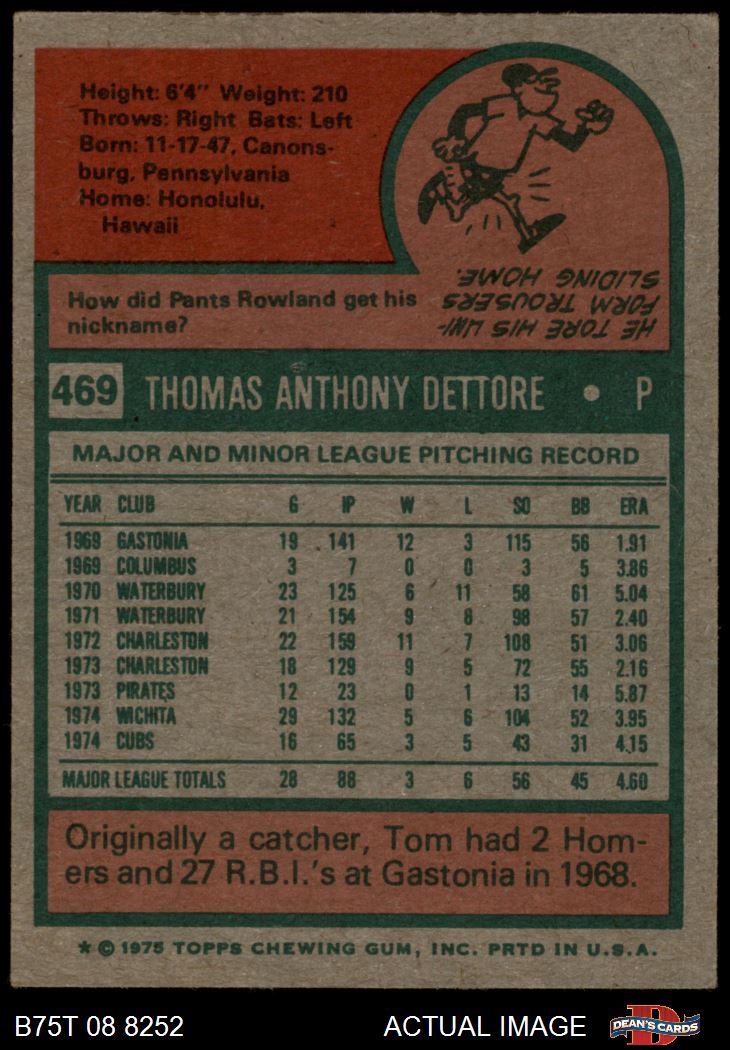 Height: 6'4" Weight: 210
Throws: Right Bats: Left
Born: 11-17-47, Canons-
burg, Pennsylvania
Home: Honolulu,
Hawaii
How did Pants Rowland get his
nickname?
HE TORE HIS UNI-
FORM TROUSERS
SLIDING HOME.
469 THOMAS ANTHONY DETTORE • P
MAJOR AND MINOR LEAGUE PITCHING RECORD
YEAR CLUB G IP W L SO BB ERA
1969 GASTONIA 19 141 12 3 115 56 1.91
1969 COLUMBUS 3 7 0 0 3 5 3.86
1970 WATERBURY 23 125 6 11 58 61 5.04
1971 WATERBURY 21 154 9 8 98 57 2.40
1972 CHARLESTON 22 159 11 7 108 51 3.06
1973 CHARLESTON 18 129 9 5 72 55 2.16
1973 PIRATES 12 23 0 1 13 14 5.87
1974 WICHITA 29 132 5 6 104 52 3.95
1974 CUBS 16 65 3 5 43 31 4.15
MAJOR LEAGUE TOTALS 28 88 3 6 56 45 4.60
Originally a catcher, Tom had 2 Hom-
ers and 27 R.B.I.'s at Gastonia in 1968.
* © 1975 TOPPS CHEWING GUM, INC. PRTD IN U.S.A.
B75T 08 8252 ACTUAL IMAGE
D
DEAN'S CARDS